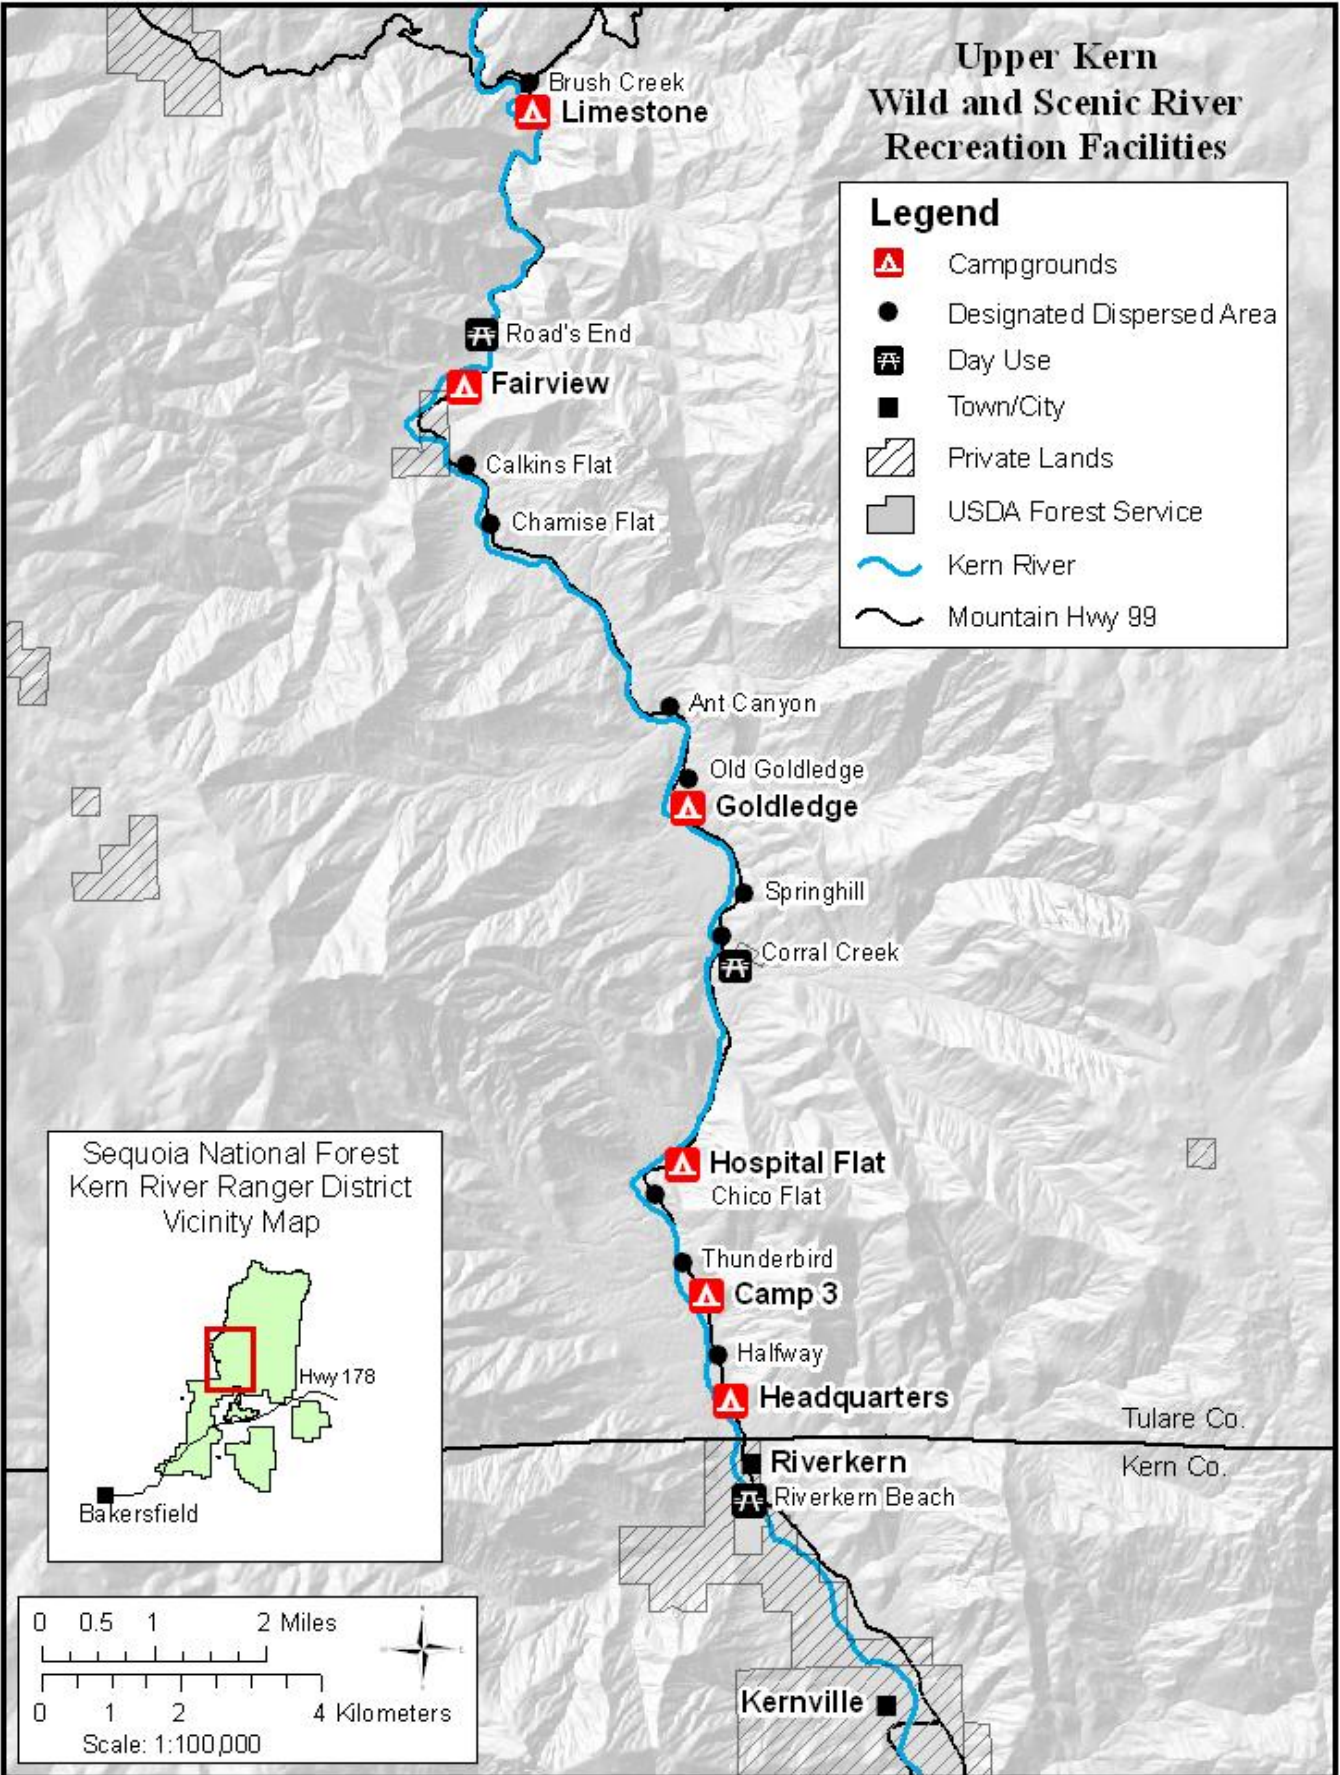 Upper Kern
Wild and Scenic River
Recreation Facilities
Legend
Campgrounds
Designated Dispersed Area
Day Use
Town/City
Private Lands
USDA Forest Service
Kern River
Mountain Hwy 99
Brush Creek
Limestone
Road's End
Fairview
Calkins Flat
Chamise Flat
Ant Canyon
Old Goldledge
Goldledge
Springhill
Corral Creek
Hospital Flat
Chico Flat
Thunderbird
Camp 3
Halfway
Headquarters
Tulare Co.
Kern Co.
Riverkern
Riverkern Beach
Kernville
Sequoia National Forest
Kern River Ranger District
Vicinity Map
Hwy 178
Bakersfield
0 0.5 1 2 Miles
0 1 2 4 Kilometers
Scale: 1:100,000